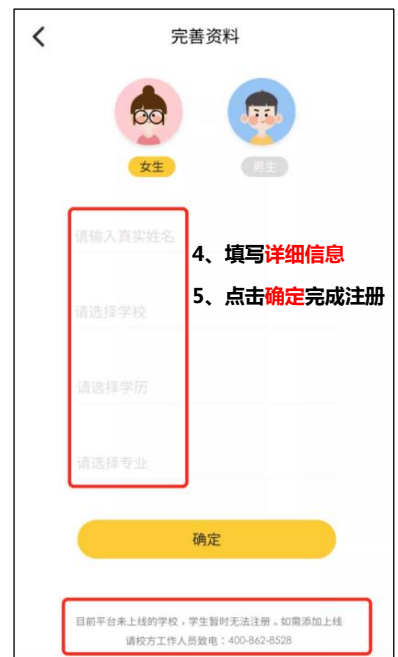 完善资料
女生
男生
请输入真实姓名
4、填写详细信息
5、点击确定完成注册
请选择学校
请选择学历
请选择专业
确定
目前平台未上线的学校，学生暂时无法注册。如需添加上线
请校方工作人员致电：400-862-8528